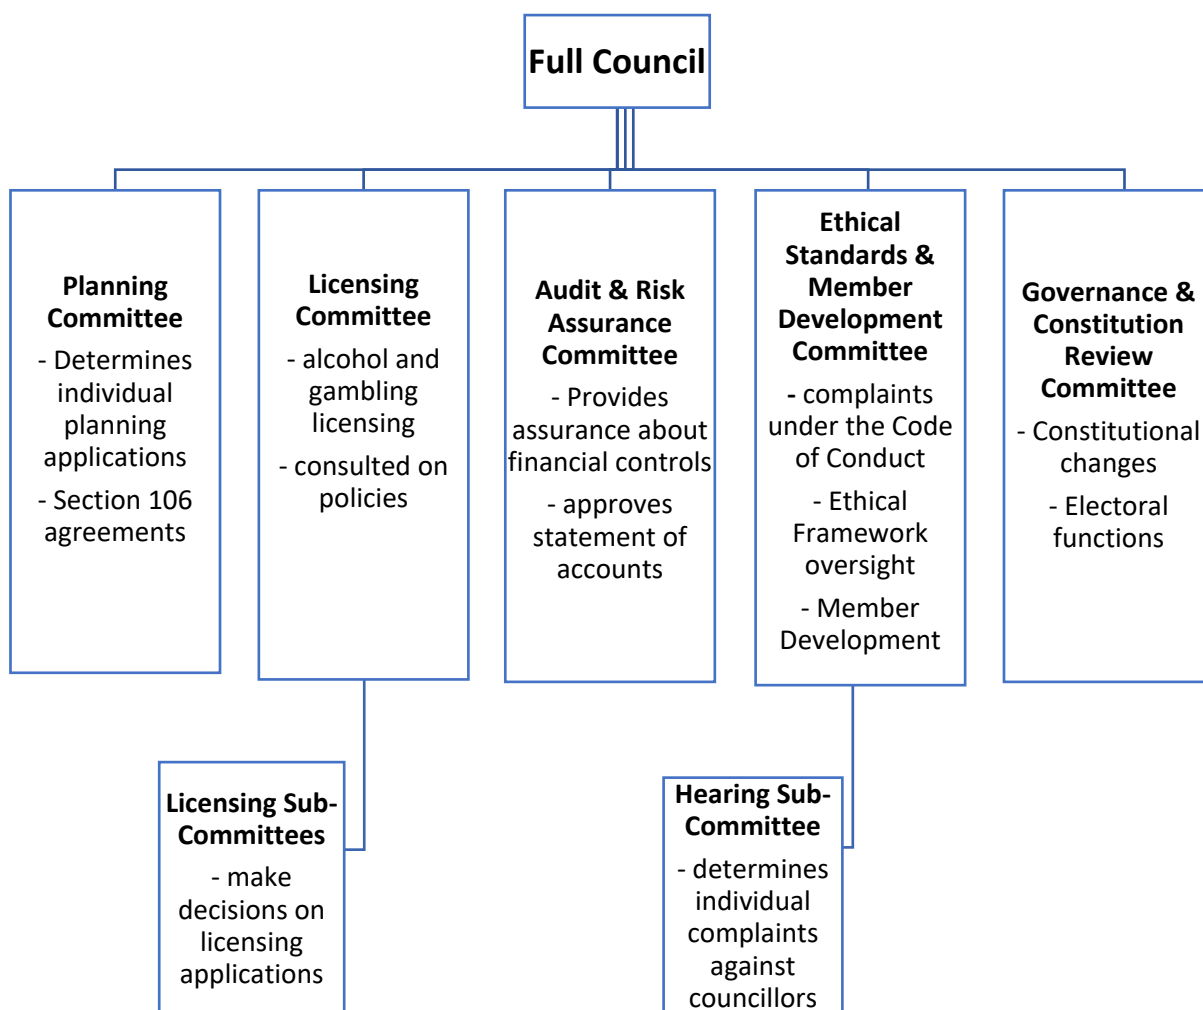 Full Council
Planning
Committee
- Determines
individual
planning
applications
- Section 106
agreements
Licensing
Committee
- alcohol and
gambling
licensing
- consulted on
policies
Audit & Risk
Assurance
Committee
- Provides
assurance about
financial controls
- approves
statement of
accounts
Ethical
Standards &
Member
Development
Committee
- complaints
under the Code
of Conduct
- Ethical
Framework
oversight
- Member
Development
Governance &
Constitution
Review
Committee
- Constitutional
changes
- Electoral
functions
Licensing Sub-
Committees
- make
decisions on
licensing
applications
Hearing Sub-
Committee
- determines
individual
complaints
against
councillors